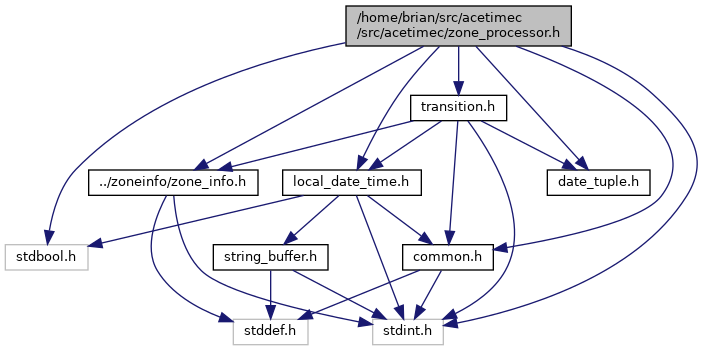 /home/brian/src/acetimec
/src/acetimec/zone_processor.h
transition.h
../zoneinfo/zone_info.h
local_date_time.h
date_tuple.h
stdbool.h
string_buffer.h
common.h
stddef.h
stdint.h